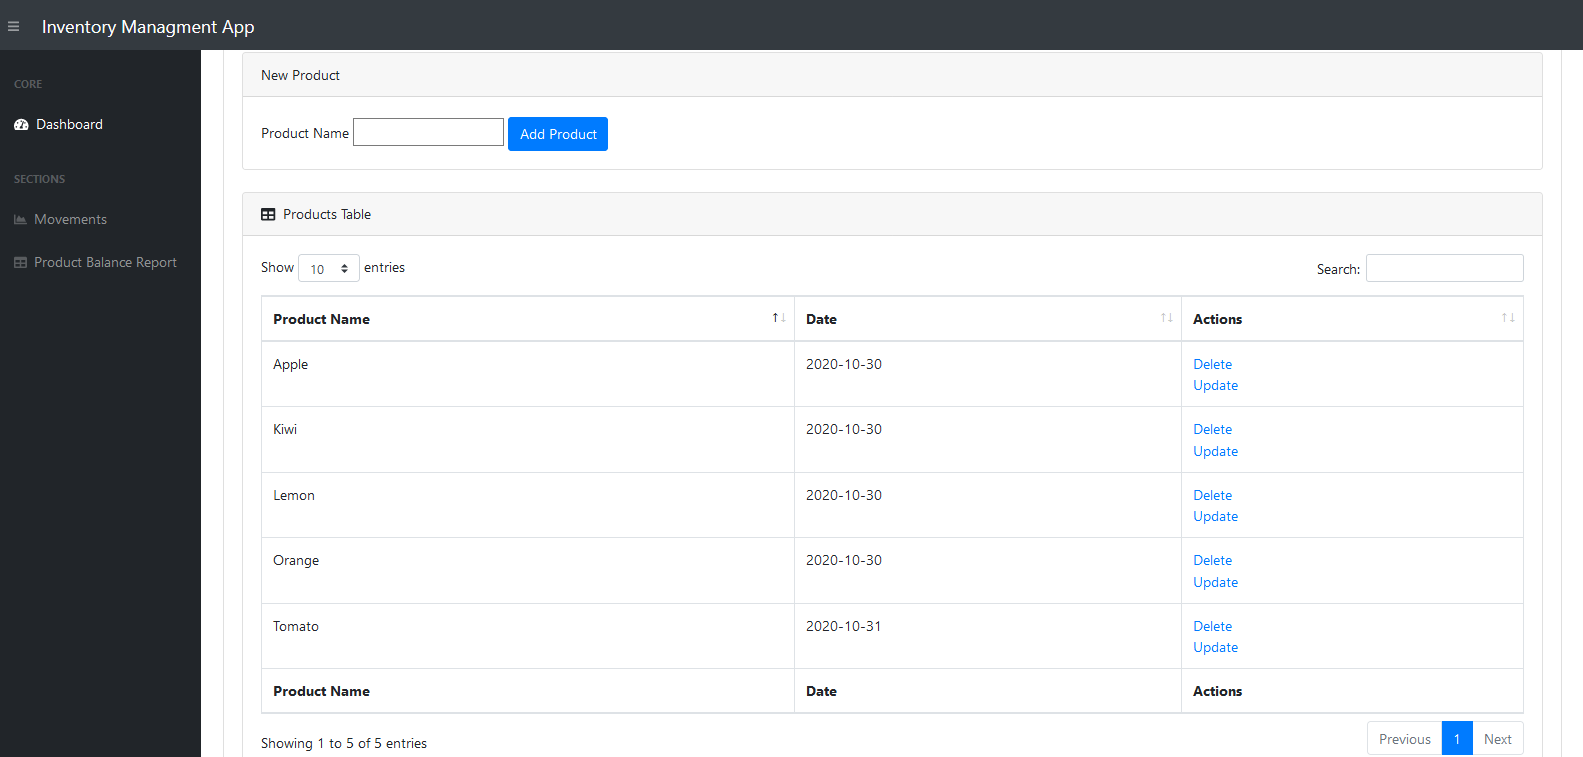 Inventory Managment App
CORE
Dashboard
SECTIONS
Movements
Product Balance Report
New Product
Product Name Add Product
Products Table
Show 10 entries Search:
Product Name Date Actions
Apple 2020-10-30 Delete
Update
Kiwi 2020-10-30 Delete
Update
Lemon 2020-10-30 Delete
Update
Orange 2020-10-30 Delete
Update
Tomato 2020-10-31 Delete
Update
Product Name Date Actions
Showing 1 to 5 of 5 entries Previous 1 Next